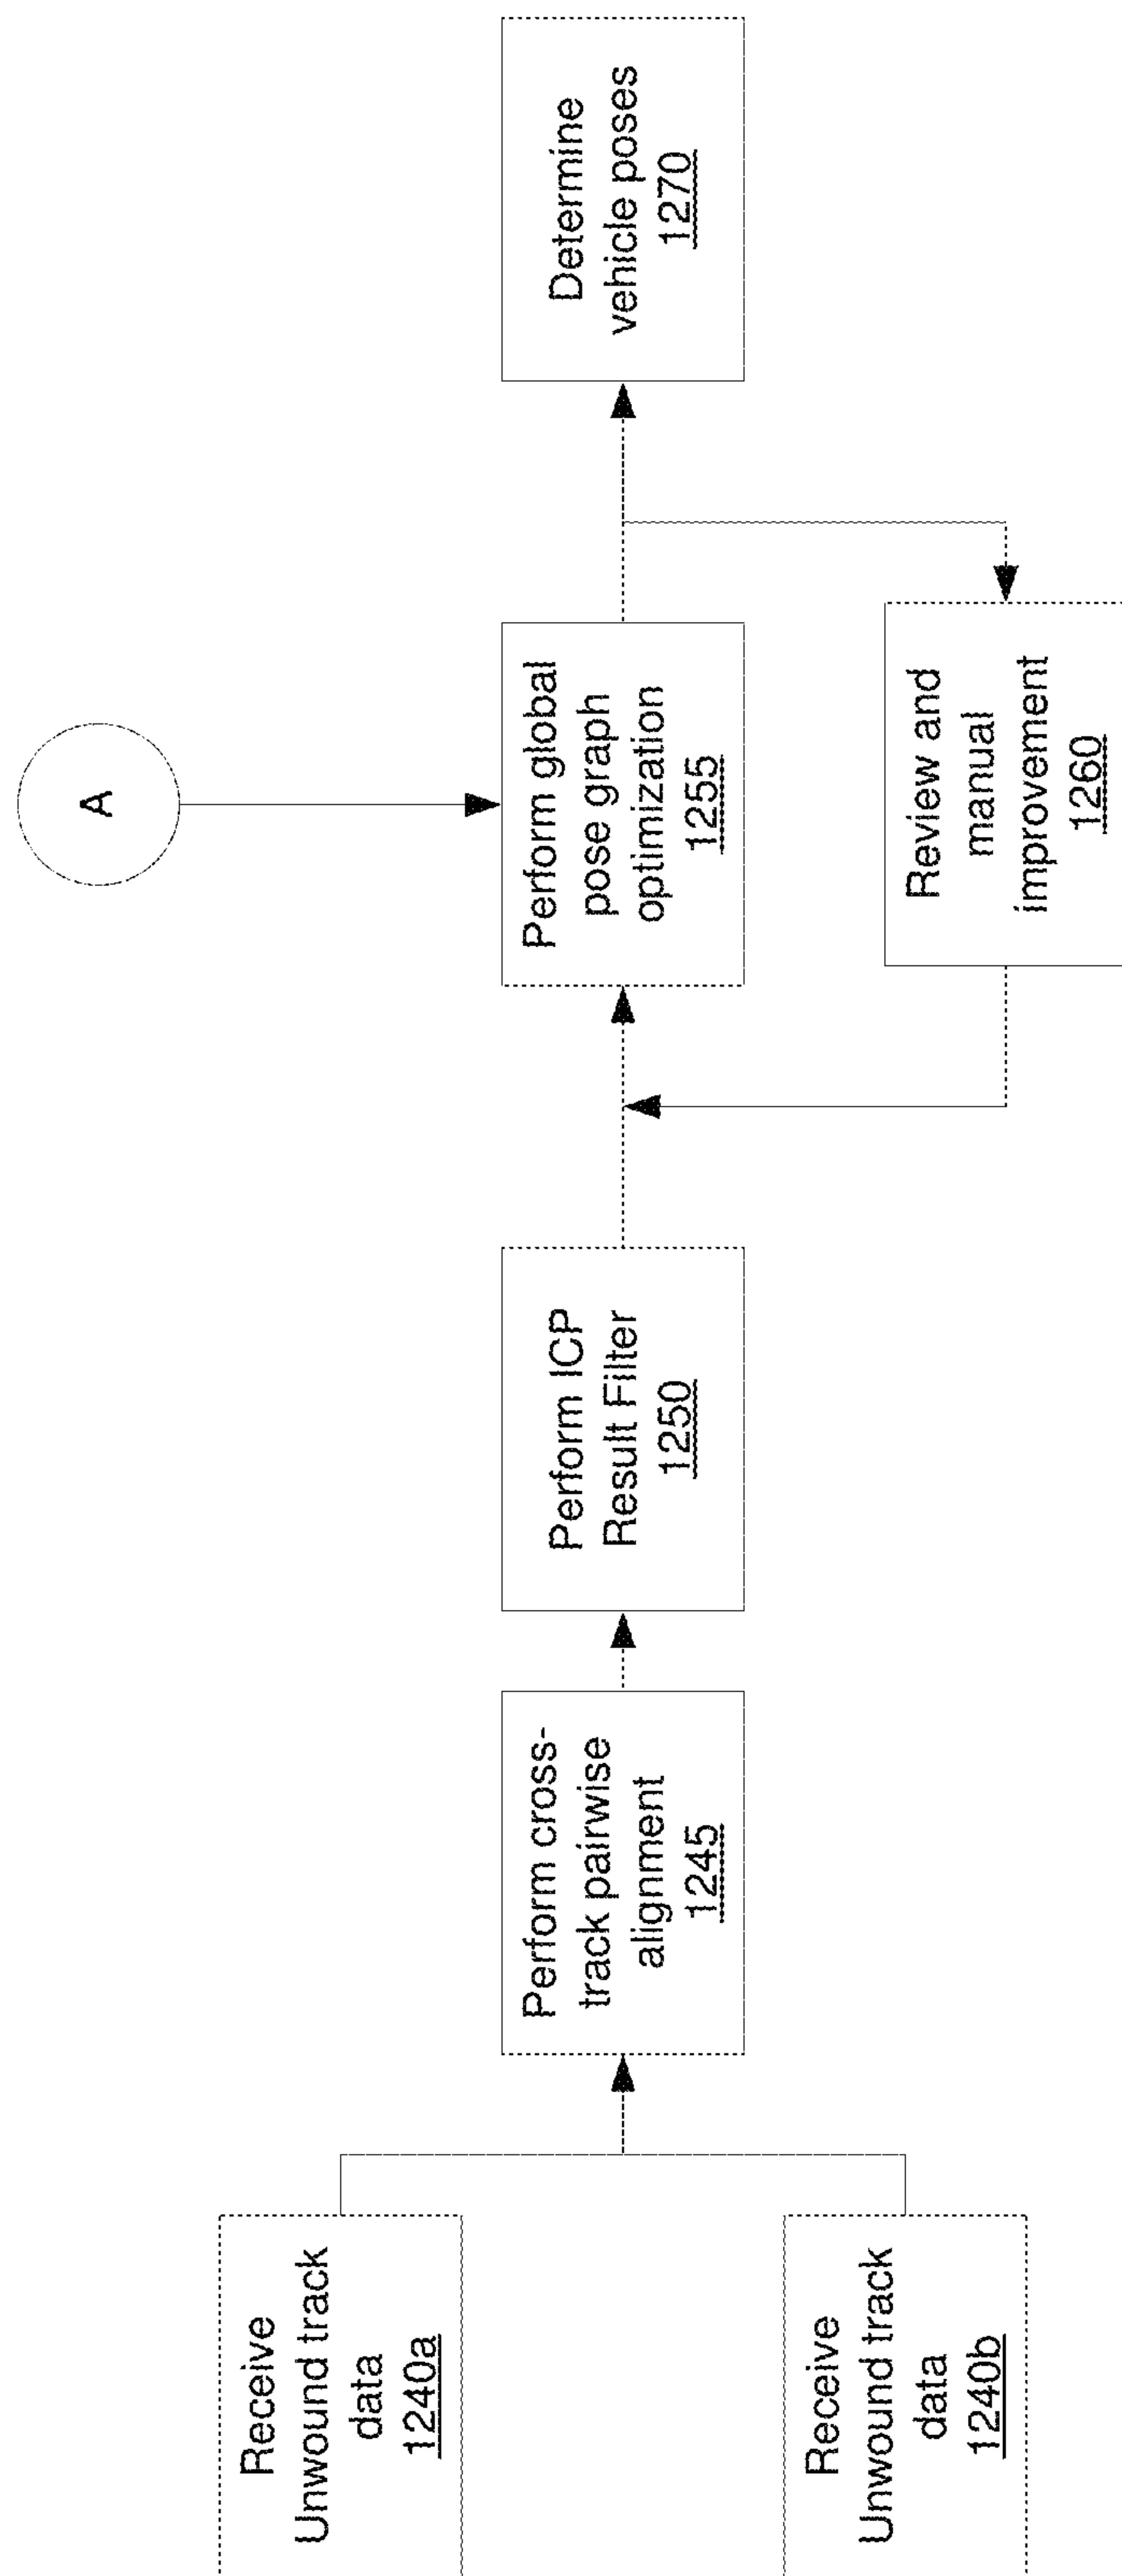 A
Receive
Unwound track
data
1240a
Receive
Unwound track
data
1240b
Perform cross-
track pairwise
alignment
1245
Perform ICP
Result Filter
1250
Perform global
pose graph
optimization
1255
Review and
manual
improvement
1260
Determine
vehicle poses
1270